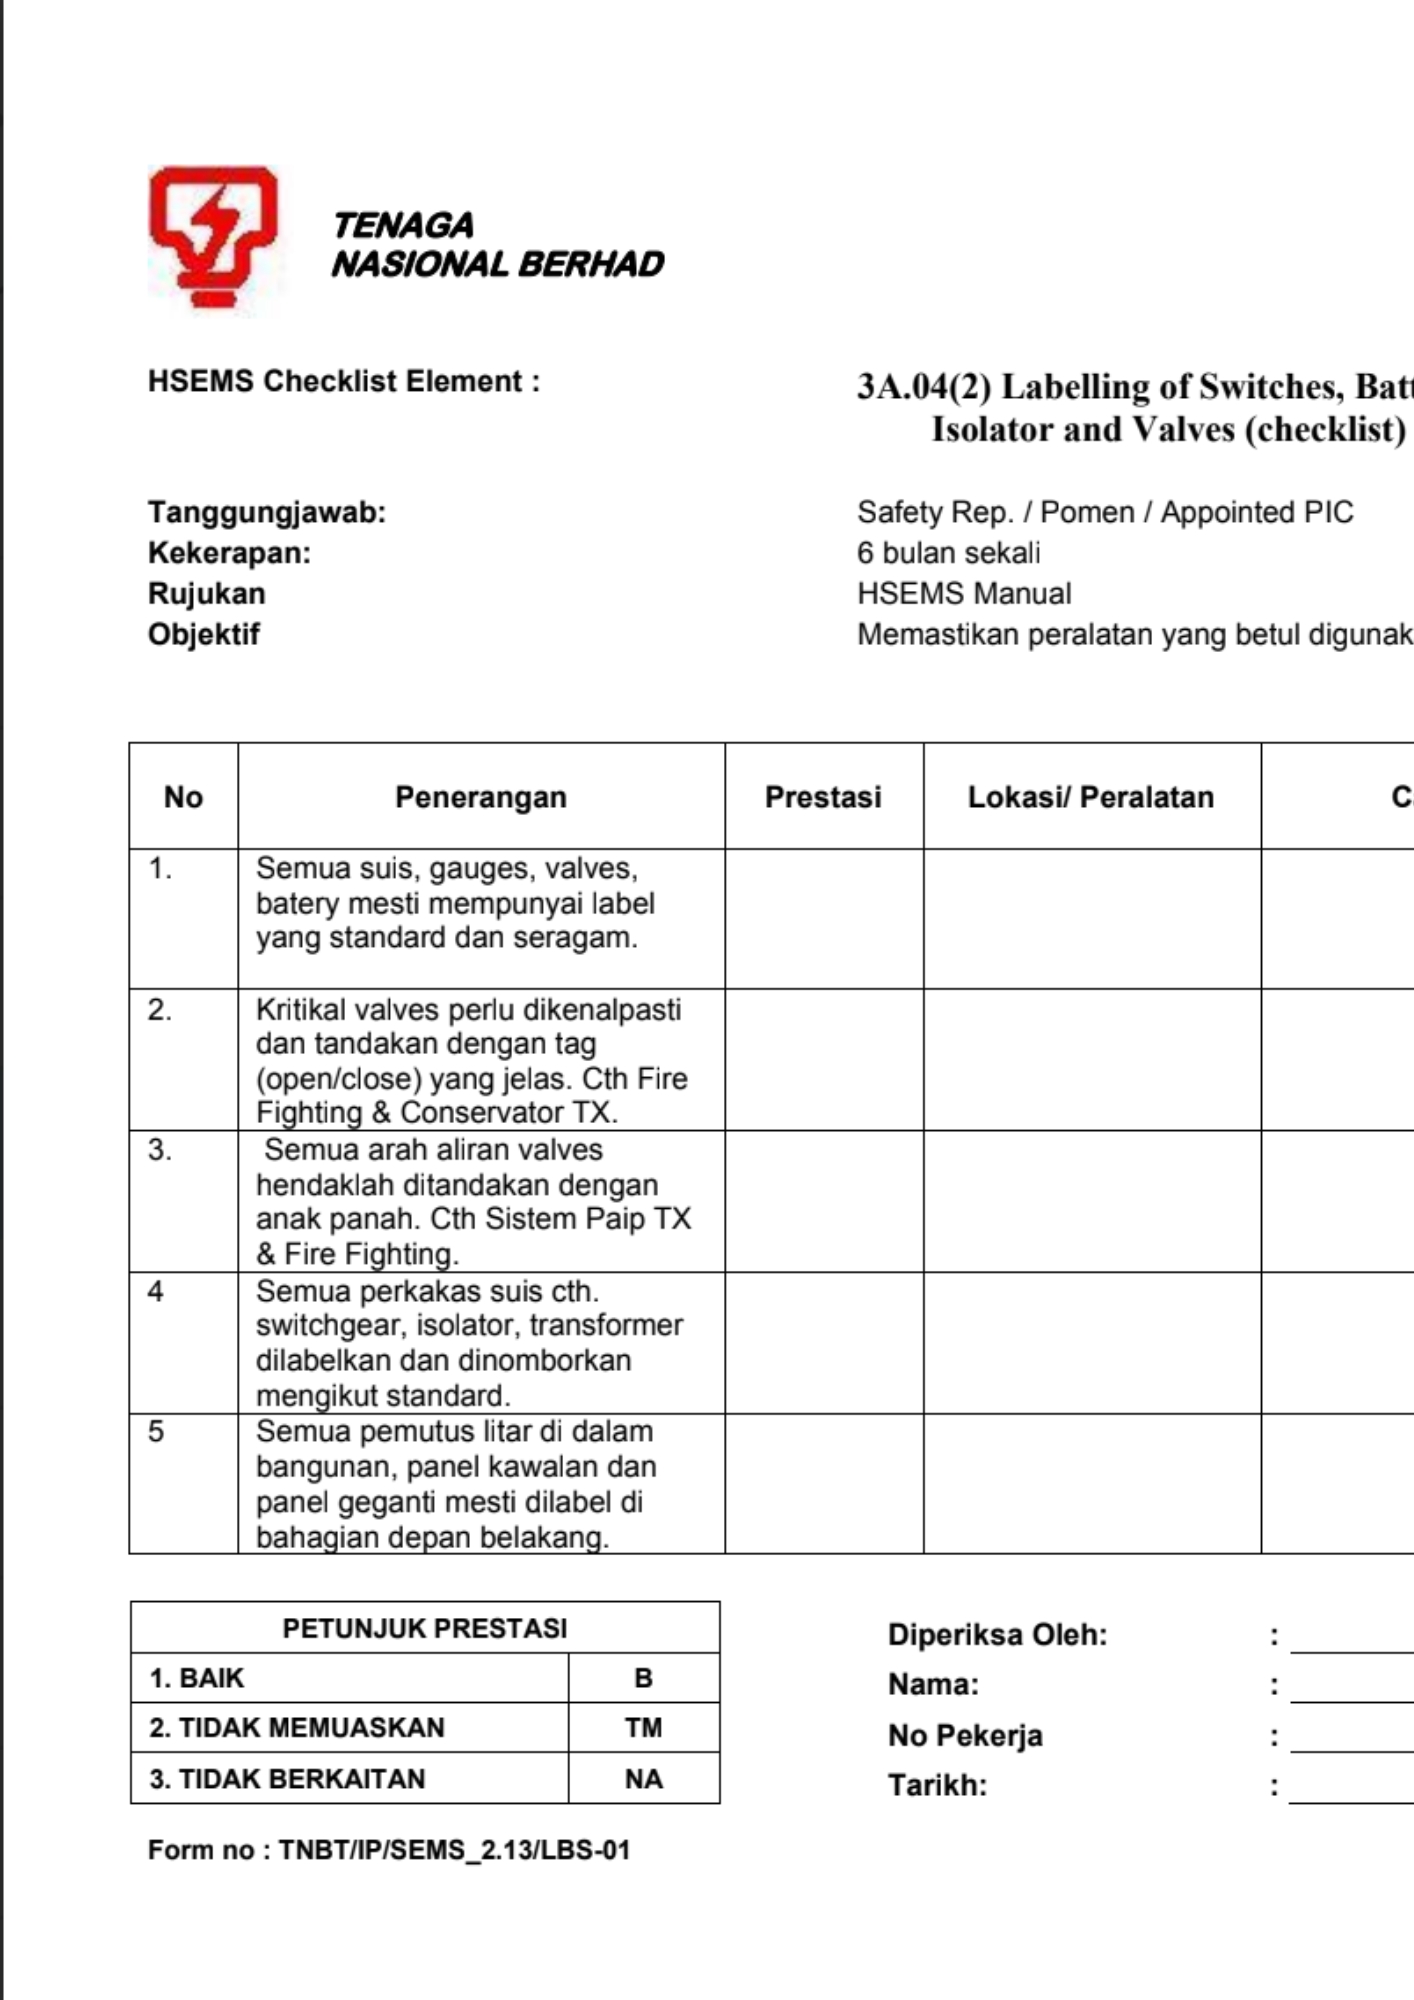 TENAGA
NASIONAL BERHAD
HSEMS Checklist Element :
3A.04(2) Labelling of Switches,
Isolator and Valves (checklist)
Tanggungjawab:
Safety Rep. / Pomen / Appointed PIC
Kekerapan:
6 bulan sekali
Rujukan
HSEMS Manual
Objektif
Memastikan peralatan yang betul
No
Penerangan
Prestasi
Lokasi/ Peralatan
1.
Semua suis, gauges, valves,
batery mesti mempunyai label
yang standard dan seragam.
2.
Kritikal valves perlu dikenalpasti
dan tandakan dengan tag
(open/close) yang jelas. Cth Fire
Fighting & Conservator TX.
3.
Semua arah aliran valves
hendaklah ditandakan dengan
anak panah. Cth Sistem Paip TX
& Fire Fighting.
4
Semua perkakas suis cth.
switchgear, isolator, transformer
dilabelkan dan dinomborkan
mengikut standard.
5
Semua pemutus litar di dalam
bangunan, panel kawalan dan
panel geganti mesti dilabel di
bahagian depan belakang.
PETUNJUK PRESTASI
1. BAIK
B
2. TIDAK MEMUASKAN
TM
3. TIDAK BERKAITAN
NA
Diperiksa Oleh: :
Nama: :
No Pekerja :
Tarikh: :
Form no : TNBT/IP/SEMS_2.13/LBS-01